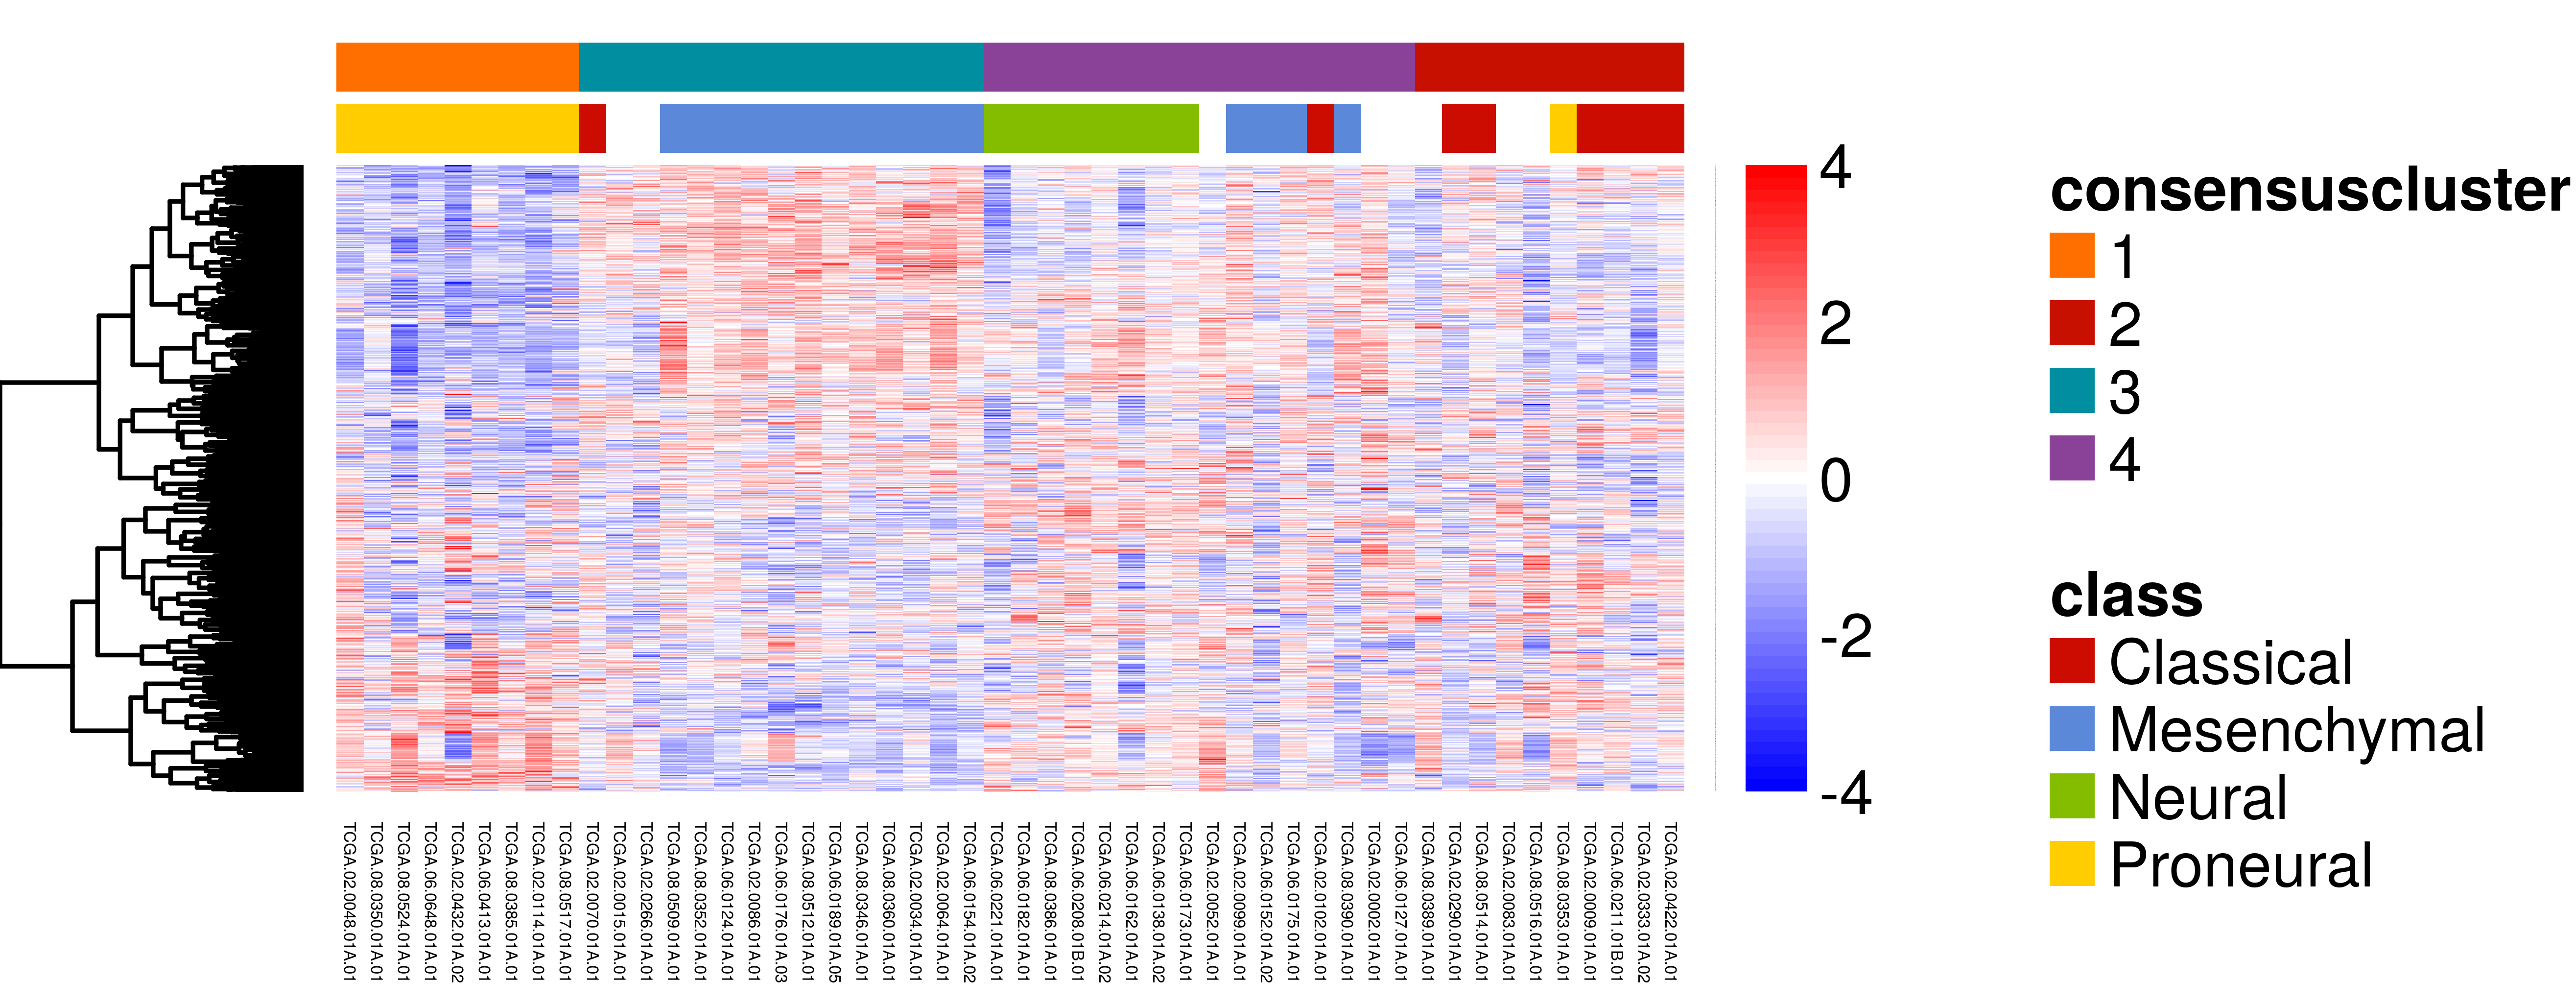 4
2
0
-2
-4
consensuscluster
1
2
3
4
class
Classical
Mesenchymal
Neural
Proneural
TCGA.02.0048.01A.01
TCGA.08.0350.01A.01
TCGA.08.0524.01A.01
TCGA.06.0648.01A.01
TCGA.02.0432.01A.02
TCGA.06.0413.01A.01
TCGA.08.0385.01A.01
TCGA.02.0114.01A.01
TCGA.08.0517.01A.01
TCGA.02.0070.01A.01
TCGA.02.0015.01A.01
TCGA.02.0266.01A.01
TCGA.08.0509.01A.01
TCGA.08.0352.01A.01
TCGA.06.0124.01A.01
TCGA.02.0086.01A.01
TCGA.06.0176.01A.03
TCGA.08.0512.01A.01
TCGA.06.0189.01A.05
TCGA.08.0346.01A.01
TCGA.08.0360.01A.01
TCGA.02.0034.01A.01
TCGA.02.0064.01A.01
TCGA.06.0154.01A.02
TCGA.06.0221.01A.01
TCGA.06.0182.01A.01
TCGA.08.0386.01A.01
TCGA.06.0208.01B.01
TCGA.06.0214.01A.02
TCGA.06.0162.01A.01
TCGA.06.0138.01A.02
TCGA.06.0173.01A.01
TCGA.02.0052.01A.01
TCGA.02.0099.01A.01
TCGA.06.0152.01A.02
TCGA.06.0175.01A.01
TCGA.02.0102.01A.01
TCGA.08.0390.01A.01
TCGA.02.0002.01A.01
TCGA.06.0127.01A.01
TCGA.08.0389.01A.01
TCGA.02.0290.01A.01
TCGA.08.0514.01A.01
TCGA.02.0083.01A.01
TCGA.08.0516.01A.01
TCGA.08.0353.01A.01
TCGA.02.0009.01A.01
TCGA.06.0211.01B.01
TCGA.02.0333.01A.02
TCGA.02.0422.01A.01